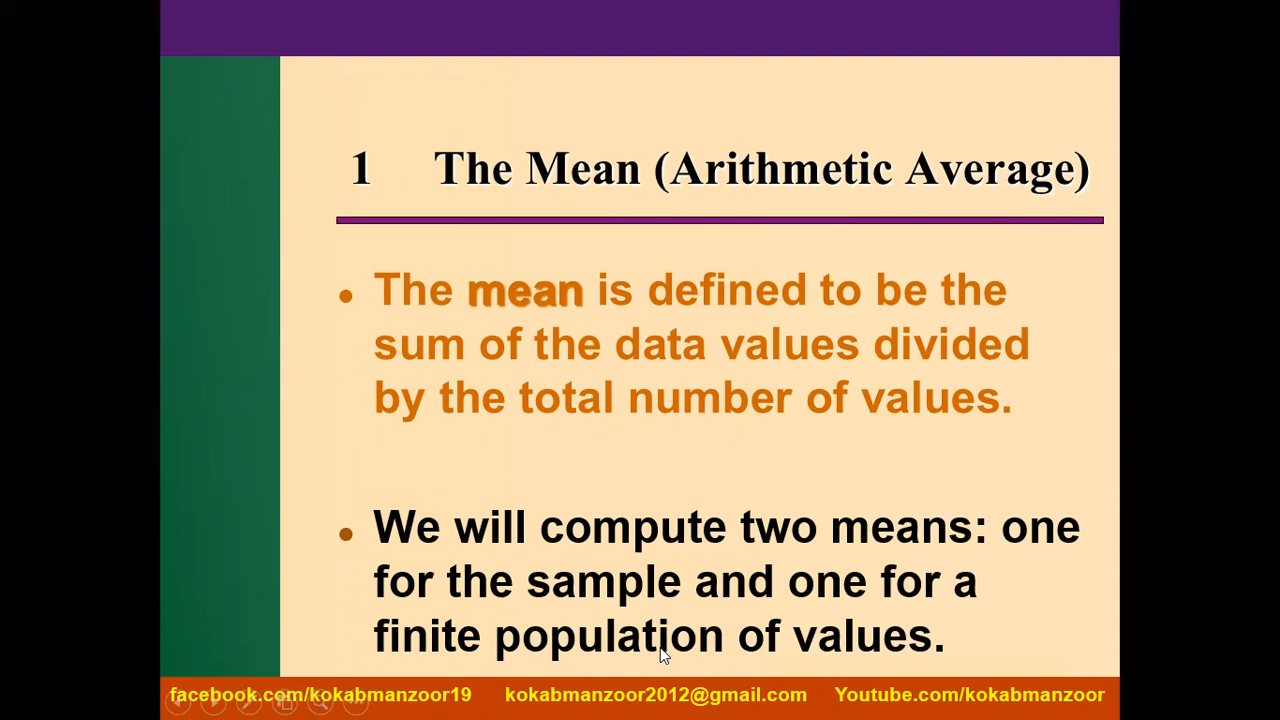 1 The Mean (Arithmetic Average)
• The mean is defined to be the
sum of the data values divided
by the total number of values.
• We will compute two means: one
for the sample and one for a
finite population of values.
facebook.com/kokabmanzoor19 kokabmanzoor2012@gmail.com Youtube.com/kokabmanzoor